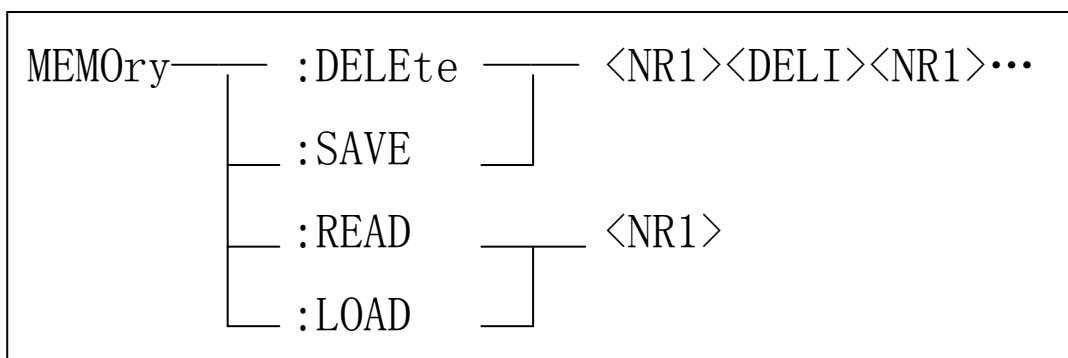 MEMOry :DELEte <NR1><DELI><NR1>…
:SAVE
:READ <NR1>
:LOAD